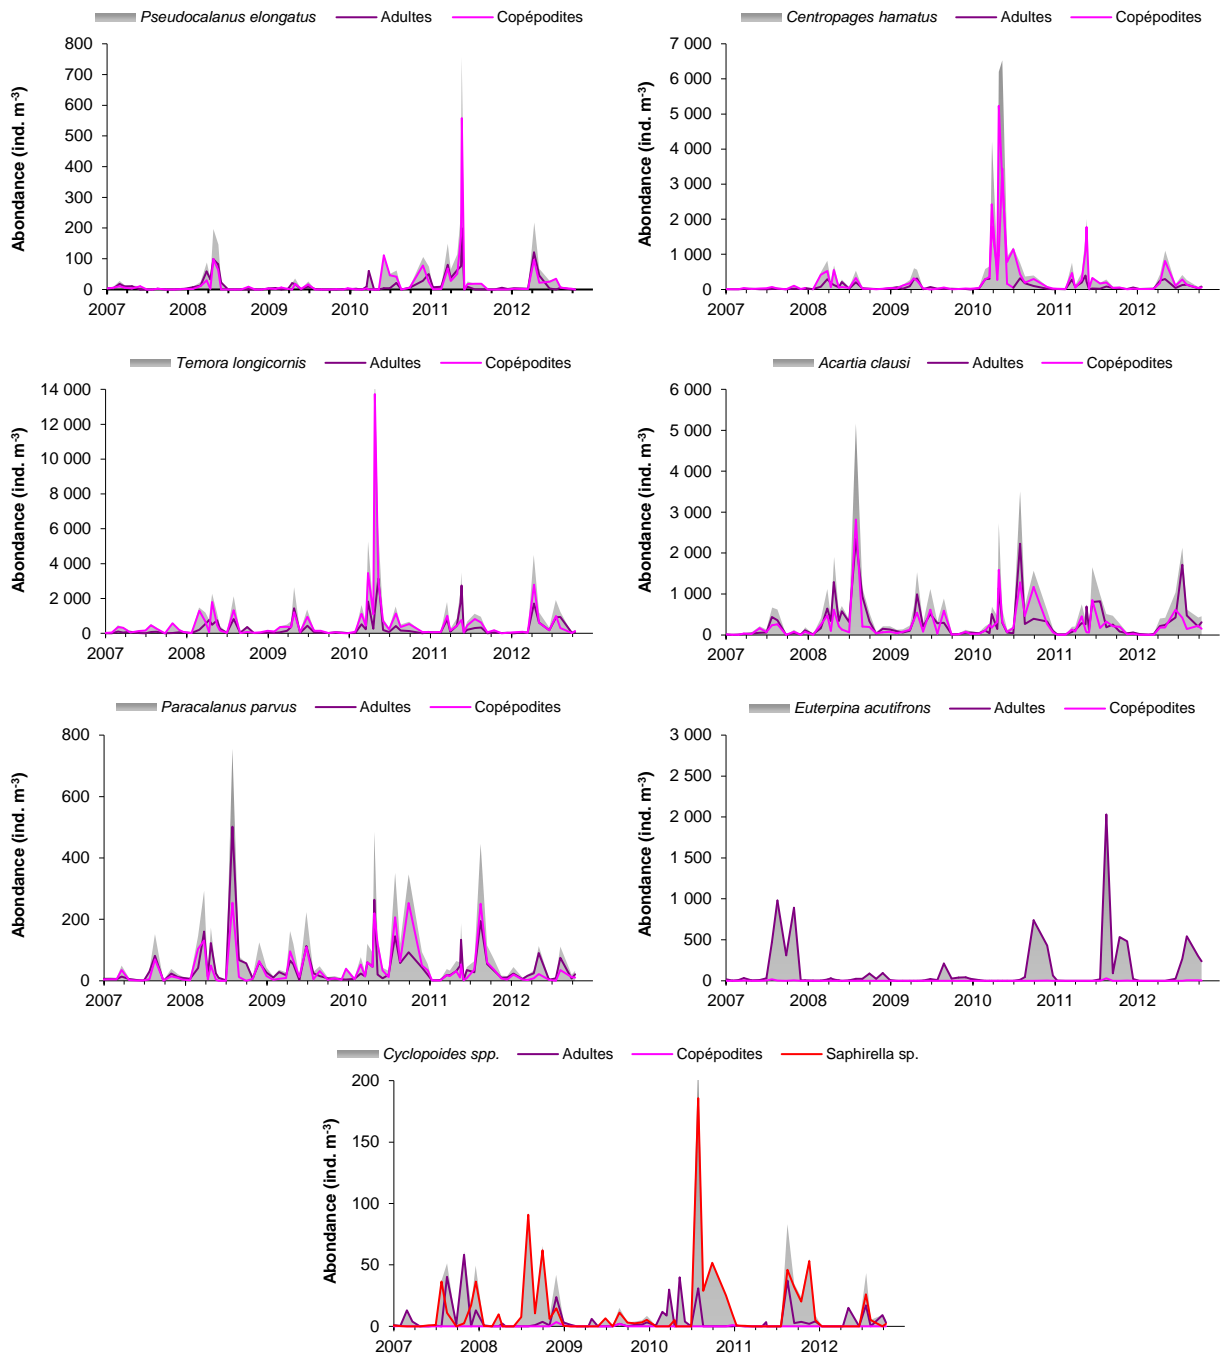 Pseudocalanus elongatus Adultes Copépodites
Abondance (ind. m-3)
800
700
600
500
400
300
200
100
0
2007 2008 2009 2010 2011 2012
Centropages hamatus Adultes Copépodites
Abondance (ind. m-3)
7 000
6 000
5 000
4 000
3 000
2 000
1 000
0
2007 2008 2009 2010 2011 2012
Temora longicornis Adultes Copépodites
Abondance (ind. m-3)
14 000
12 000
10 000
8 000
6 000
4 000
2 000
0
2007 2008 2009 2010 2011 2012
Acartia clausi Adultes Copépodites
Abondance (ind. m-3)
6 000
5 000
4 000
3 000
2 000
1 000
0
2007 2008 2009 2010 2011 2012
Paracalanus parvus Adultes Copépodites
Abondance (ind. m-3)
800
600
400
200
0
2007 2008 2009 2010 2011 2012
Euterpina acutifrons Adultes Copépodites
Abondance (ind. m-3)
3 000
2 500
2 000
1 500
1 000
500
0
2007 2008 2009 2010 2011 2012
Cyclopoides spp. Adultes Copépodites Saphirella sp.
Abondance (ind. m-3)
200
150
100
50
0
2007 2008 2009 2010 2011 2012